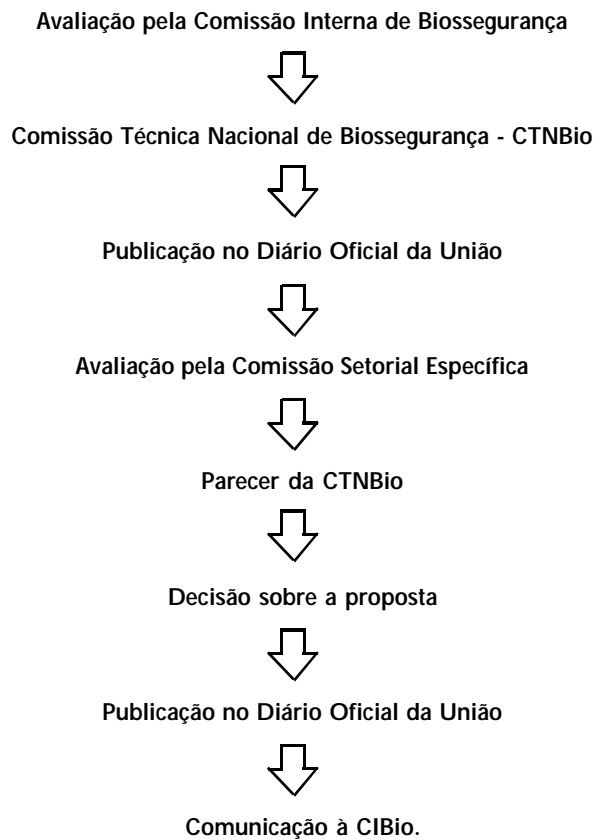 Avaliação pela Comissão Interna de Biossegurança
Comissão Técnica Nacional de Biossegurança - CTNBio
Publicação no Diário Oficial da União
Avaliação pela Comissão Setorial Específica
Parecer da CTNBio
Decisão sobre a proposta
Publicação no Diário Oficial da União
Comunicação à CIBio.